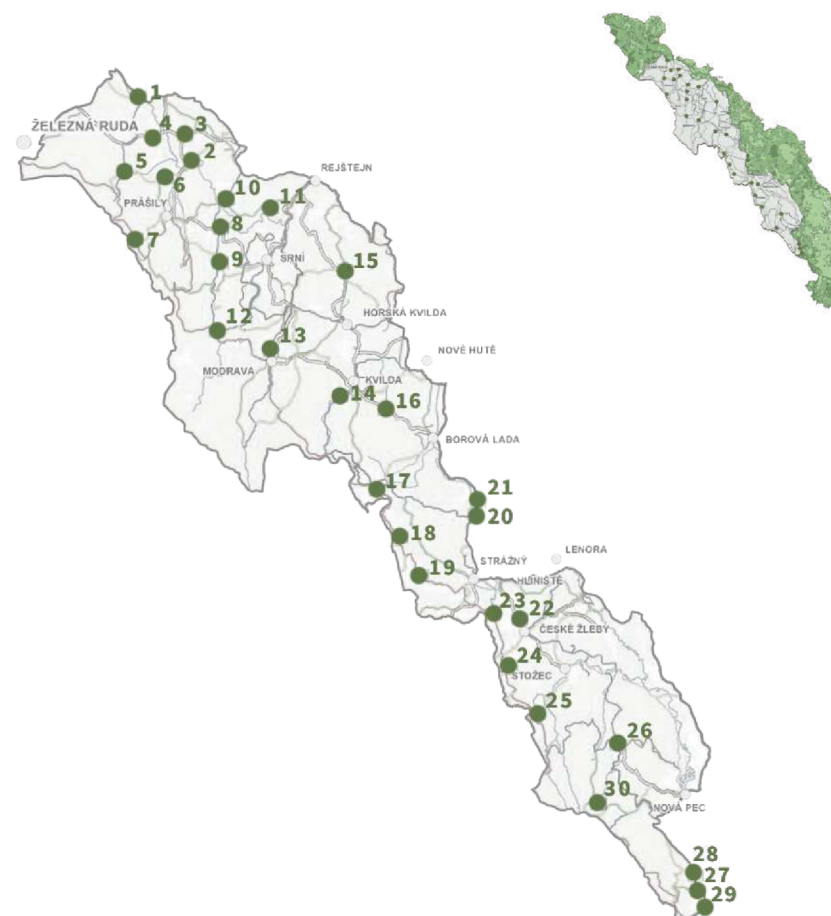 1
ŽELEZNÁ RUDA
3
4
2
5
6
REJŠTEJN
10
11
PRÁŠILY
8
7
9
SRNÍ
15
12
HORSKÁ KVILDA
13
NOVÉ HUTĚ
MODRAVA
KVILDA
14
16
BOROVÁ LADA
17
21
20
18
LENORA
STRÁŽNÝ
19
HLINIŠTĚ
23
22
ČESKÉ ŽLEBY
24
STOŽEC
25
26
30
NOVÁ PEC
28
27
29